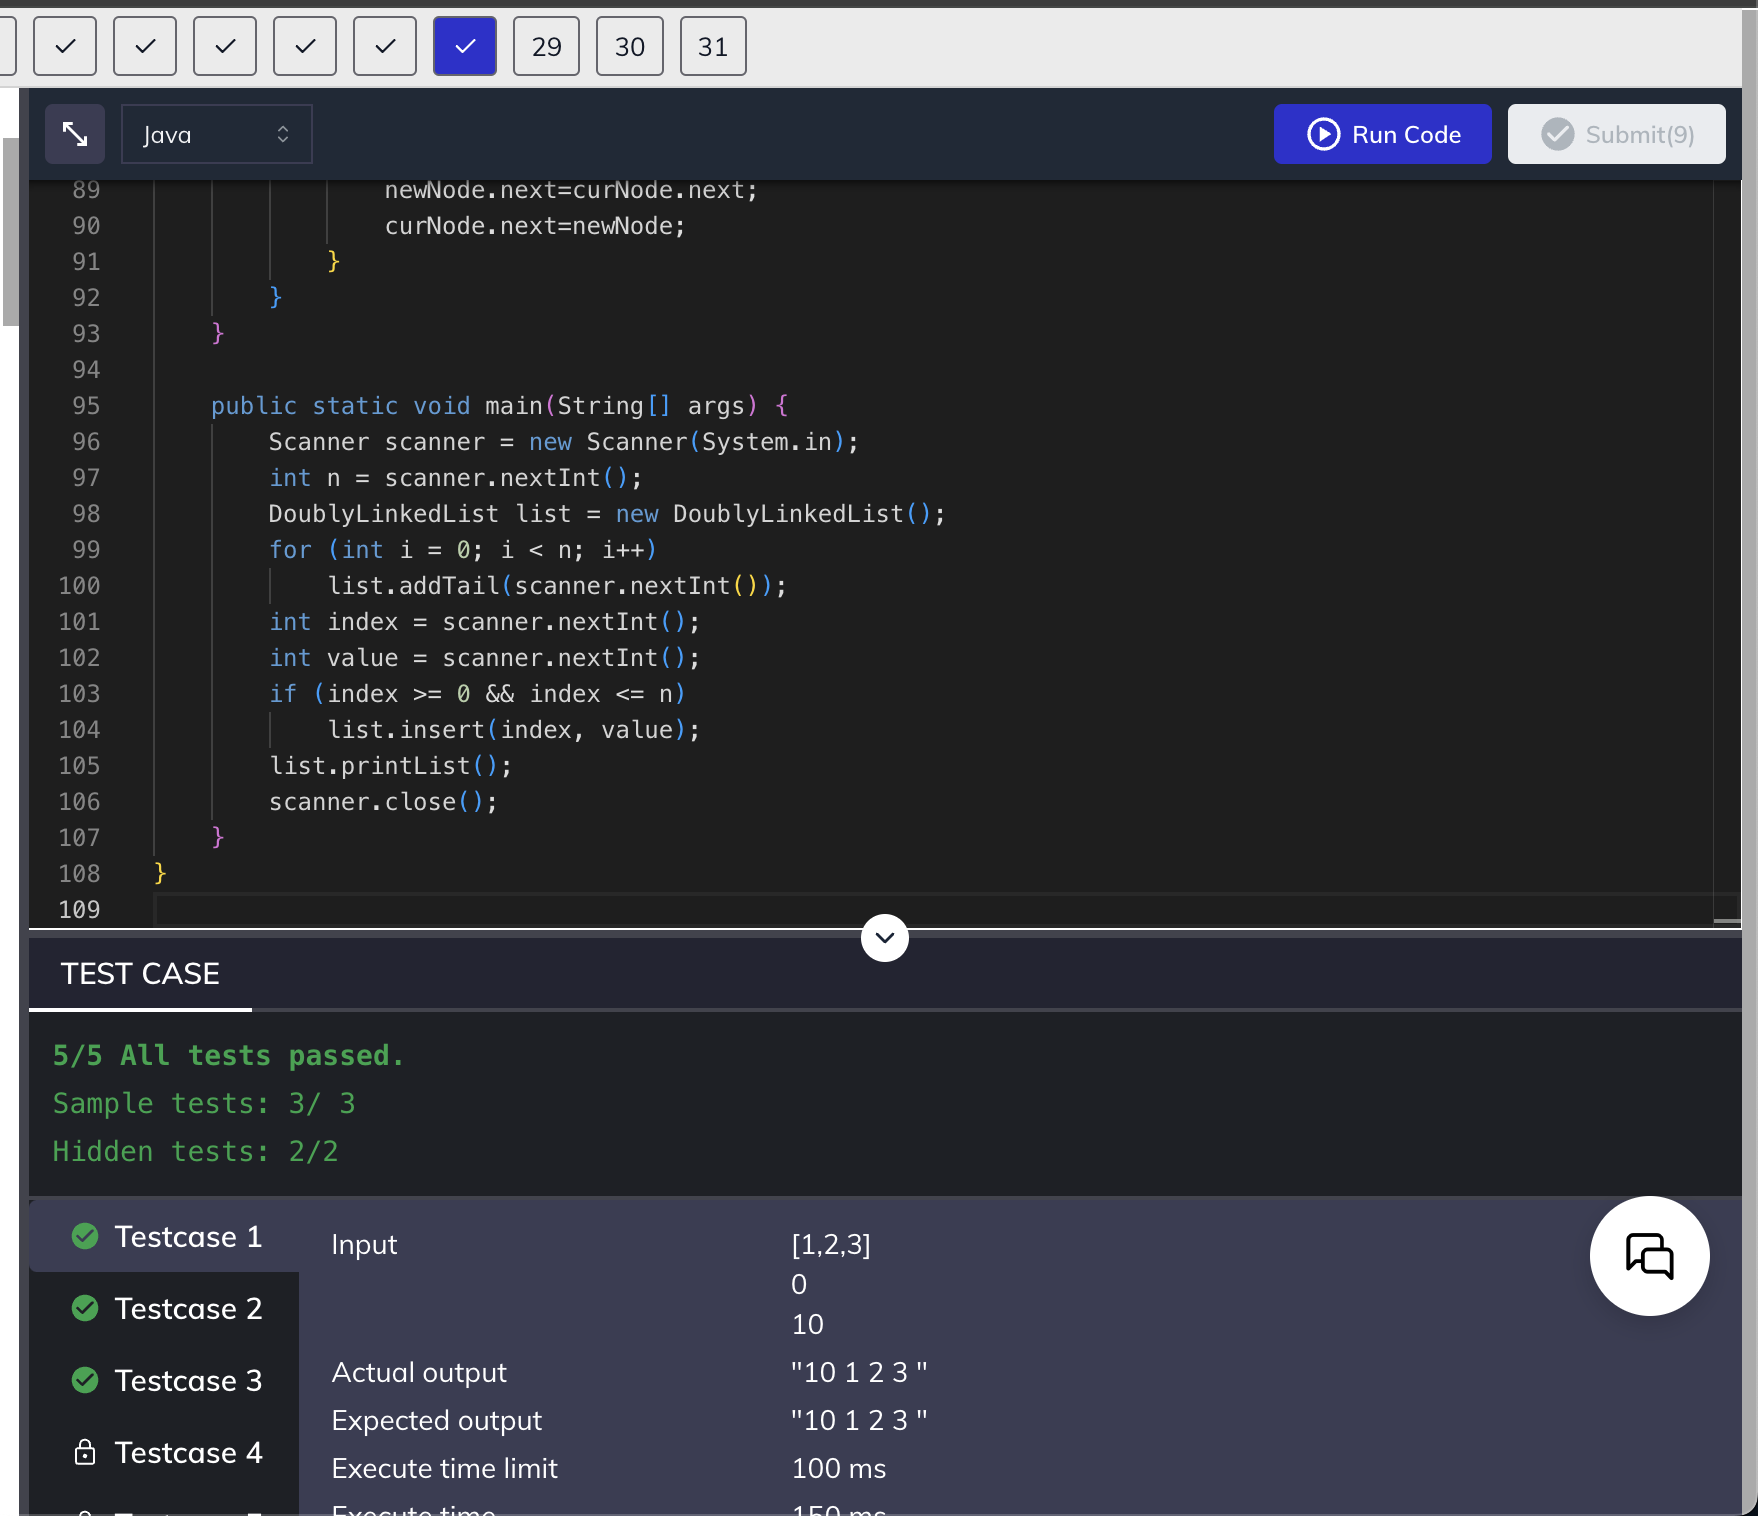 29 30 31
Java
Run Code
Submit(9)
89 newNode.next=curNode.next;
90 curNode.next=newNode;
91 }
92 }
93 }
94
95 public static void main(String[] args) {
96 Scanner scanner = new Scanner(System.in);
97 int n = scanner.nextInt();
98 DoublyLinkedList list = new DoublyLinkedList();
99 for (int i = 0; i < n; i++)
100 list.addTail(scanner.nextInt());
101 int index = scanner.nextInt();
102 int value = scanner.nextInt();
103 if (index >= 0 && index <= n)
104 list.insert(index, value);
105 list.printList();
106 scanner.close();
107 }
108 }
109
TEST CASE
5/5 All tests passed.
Sample tests: 3/ 3
Hidden tests: 2/2
Testcase 1
Testcase 2
Testcase 3
Testcase 4
Input [1,2,3]
0
10
Actual output "10 1 2 3 "
Expected output "10 1 2 3 "
Execute time limit 100 ms
Execute time 150 ms